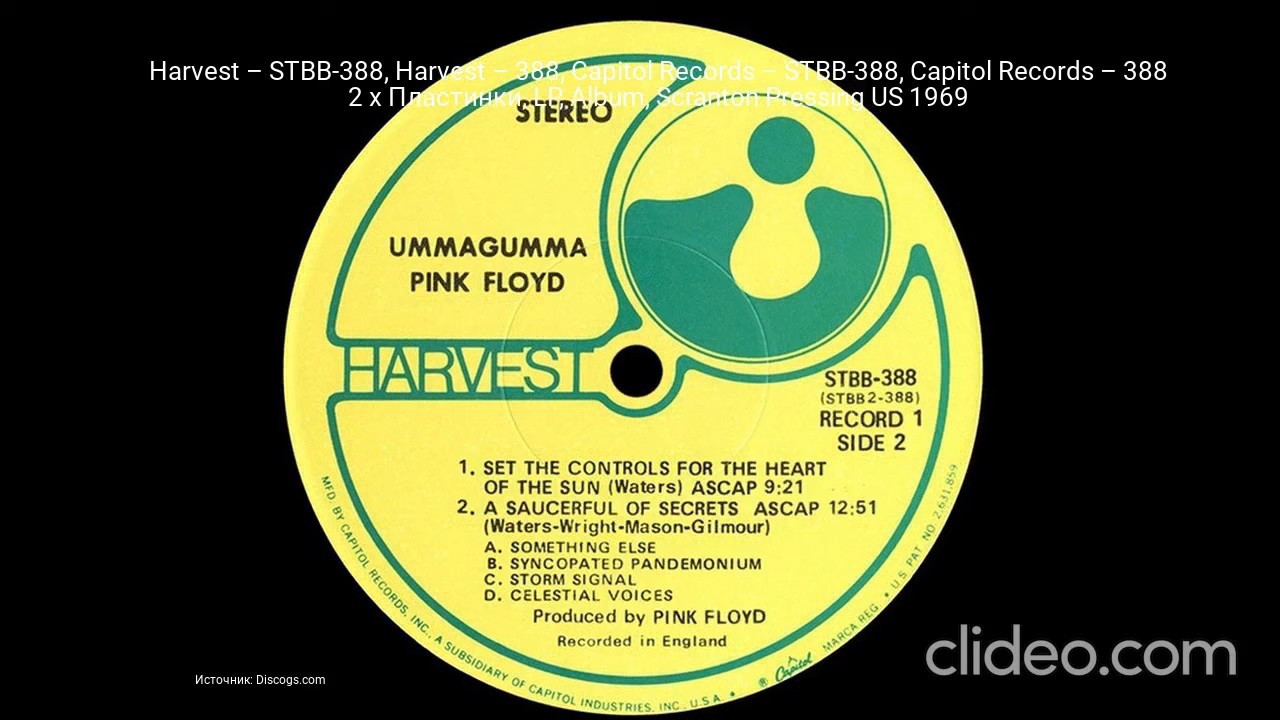 Harvest – STBB-388, Harvest – 388, Capitol Records – STBB-388, Capitol Records – 388
2 x Пластинки, LP, Album, Scranton Pressing US 1969
STEREO
UMMAGUMMA
PINK FLOYD
HARVEST
STBB-388
(STBB2-388)
RECORD 1
SIDE 2
1. SET THE CONTROLS FOR THE HEART
OF THE SUN (Waters) ASCAP 9:21
2. A SAUCERFUL OF SECRETS ASCAP 12:51
(Waters-Wright-Mason-Gilmour)
A. SOMETHING ELSE
B. SYNCOPATED PANDEMONIUM
C. STORM SIGNAL
D. CELESTIAL VOICES
Produced by PINK FLOYD
Recorded in England
MFD. BY CAPITOL RECORDS, INC., A SUBSIDIARY OF CAPITOL INDUSTRIES, INC., U.S.A. • ® Capitol MARCA REG. • U.S. PAT. NO. 2,631,859
Источник: Discogs.com
clideo.com